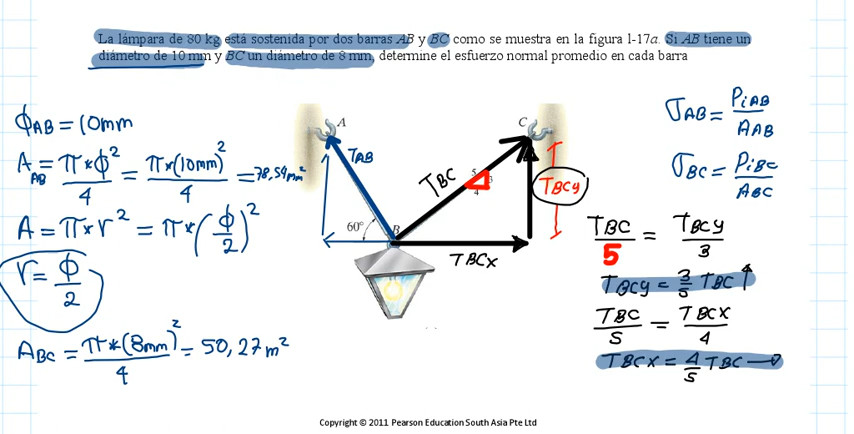 La lámpara de 80 kg está sostenida por dos barras AB y BC como se muestra en la figura 1-17a. Si AB tiene un
diámetro de 10 mm y BC un diámetro de 8 mm, determine el esfuerzo normal promedio en cada barra
ϕAB = 10mm
AAB = π*ϕ²/4 = π*(10mm)²/4 = 78,54mm²
A = π*r² = π*(ϕ/2)²
r = ϕ/2
ABC = π*(8mm)²/4 = 50,27m²
A
C
TAB
TBC
5
3
4
TBCy
60°
B
TBCx
σAB = PiAB/AAB
σBC = PiBC/ABC
TBC/5 = TBCy/3
TBCy = 3/5 TBC ↑
TBC/5 = TBCX/4
TBCX = 4/5 TBC →
Copyright © 2011 Pearson Education South Asia Pte Ltd